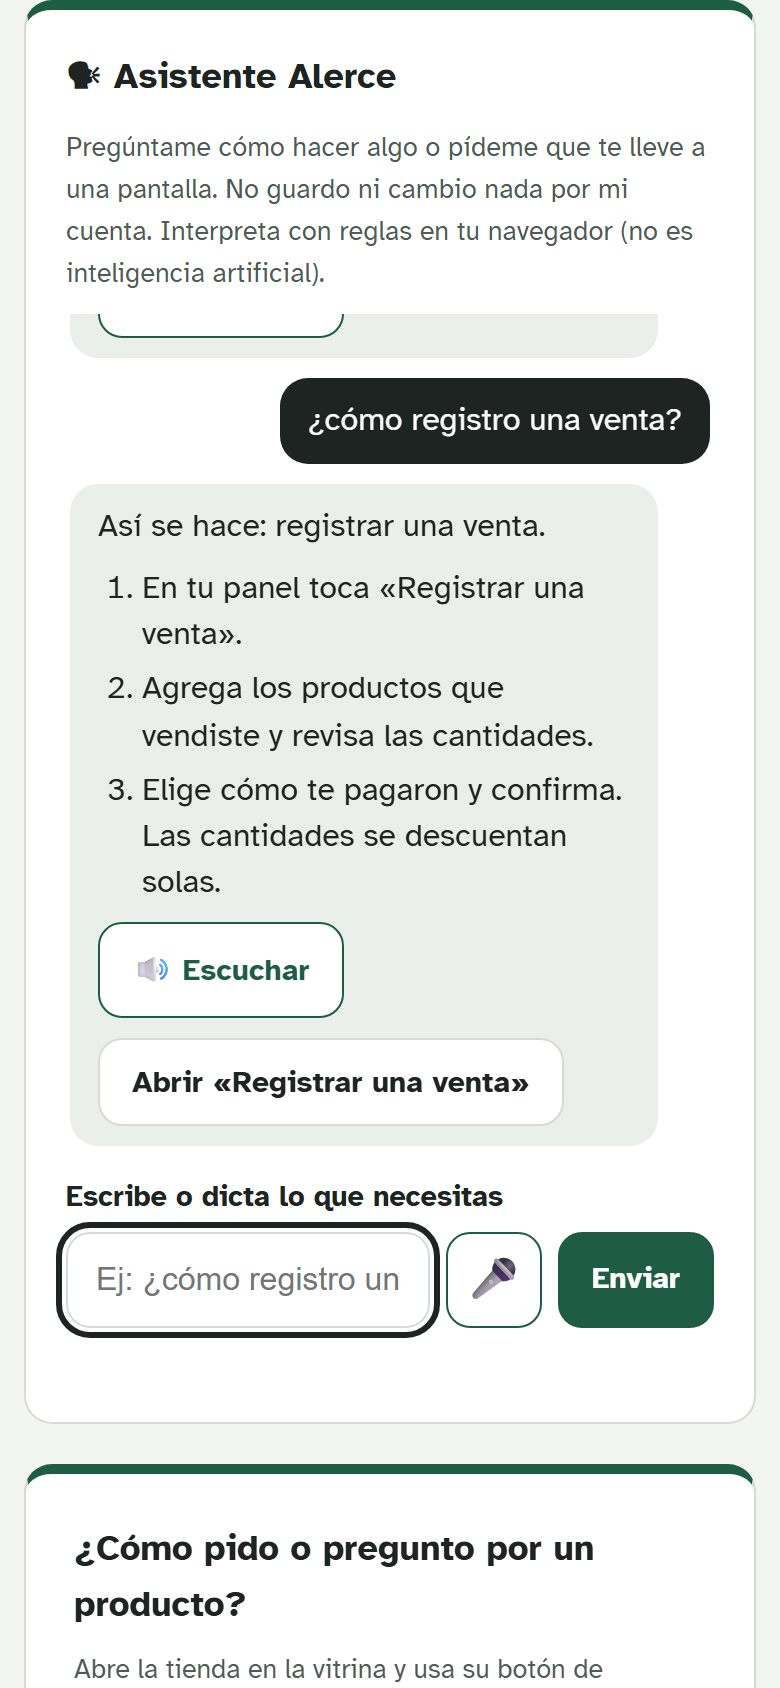 Asistente Alerce
Pregúntame cómo hacer algo o pídeme que te lleve a
una pantalla. No guardo ni cambio nada por mi
cuenta. Interpreta con reglas en tu navegador (no es
inteligencia artificial).
¿cómo registro una venta?
Así se hace: registrar una venta.
1. En tu panel toca «Registrar una
venta».
2. Agrega los productos que
vendiste y revisa las cantidades.
3. Elige cómo te pagaron y confirma.
Las cantidades se descuentan
solas.
Escuchar
Abrir «Registrar una venta»
Escribe o dicta lo que necesitas
Ej: ¿cómo registro un
Enviar
¿Cómo pido o pregunto por un
producto?
Abre la tienda en la vitrina y usa su botón de